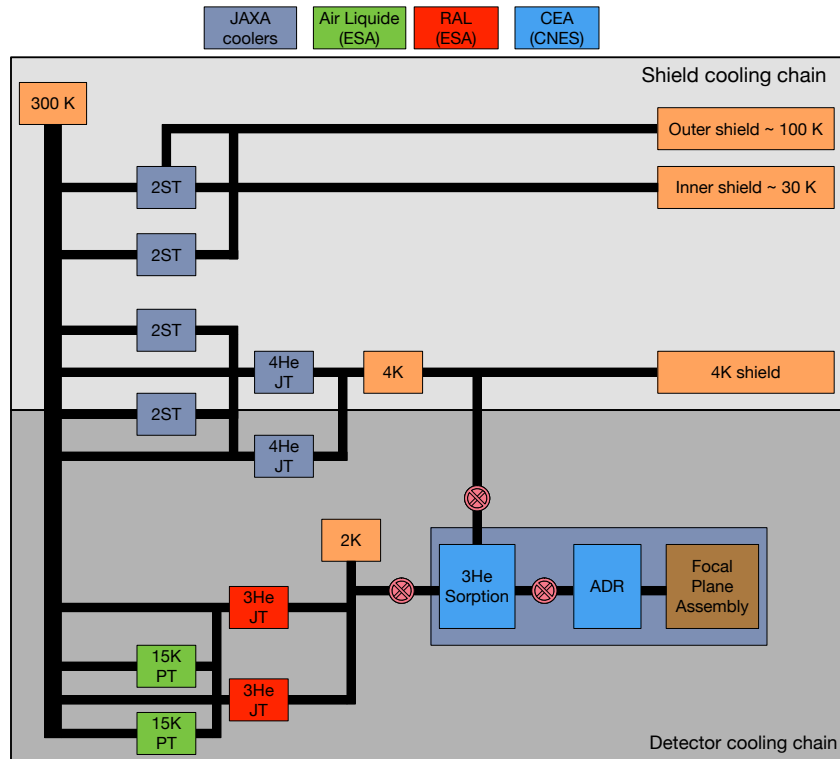 JAXA
coolers
Air Liquide
(ESA)
RAL
(ESA)
CEA
(CNES)
Shield cooling chain
300 K
Outer shield ~ 100 K
2ST
Inner shield ~ 30 K
2ST
2ST
4He
JT
4K
4K shield
2ST
4He
JT
2K
3He
Sorption
ADR
Focal
Plane
Assembly
3He
JT
15K
PT
3He
JT
15K
PT
Detector cooling chain